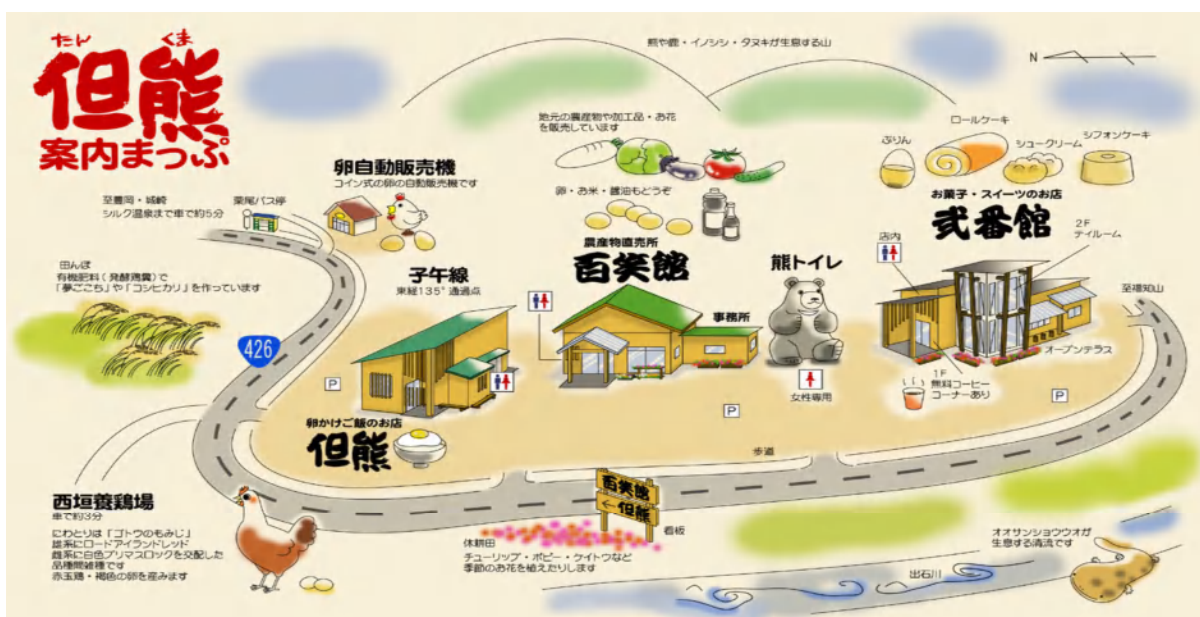 たん くま
但熊
案内まっぷ
熊や鹿・イノシシ・タヌキが生息する山
N
地元の農産物や加工品・お花
を販売しています
ロールケーキ
ぷりん
シュークリーム
シフォンケーキ
卵自動販売機
コイン式の卵の自動販売機です
卵・お米・醤油もどうぞ
お菓子・スイーツのお店
弐番館
至豊岡・城崎
シルク温泉まで車で約5分
栗尾バス停
農産物直売所
百笑館
2F
ティルーム
店内
熊トイレ
子午線
東経135°通過点
田んぼ
有機肥料(発酵鶏糞)で
「夢ごこち」や「コシヒカリ」を作っています
至福知山
事務所
426
オープンテラス
P
1F
無料コーヒー
コーナーあり
女性専用
P
P
卵かけご飯のお店
但熊
歩道
西垣養鶏場
車で約3分
にわとりは「ゴトウのもみじ」
雄系にロードアイランドレッド
雌系に白色プリマスロックを交配した
品種間雑種です
赤玉鶏・褐色の卵を産みます
百笑館
←但熊
看板
休耕田
チューリップ・ポピー・ケイトウなど
季節のお花を植えたりします
オオサンショウウオが
生息する清流です
出石川